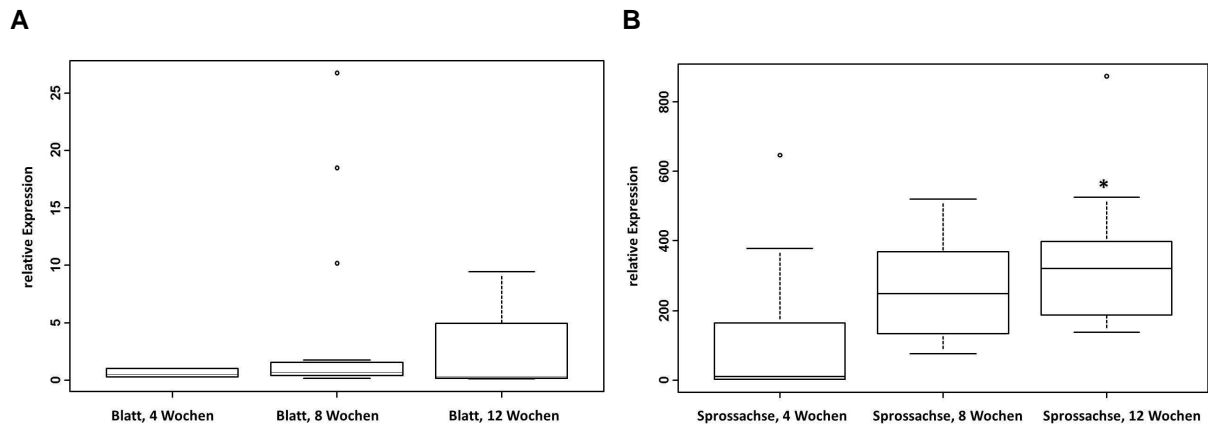 A
B
relative Expression
25
20
15
10
5
0
Blatt, 4 Wochen
Blatt, 8 Wochen
Blatt, 12 Wochen
relative Expression
800
600
400
200
0
*
Sprossachse, 4 Wochen
Sprossachse, 8 Wochen
Sprossachse, 12 Wochen